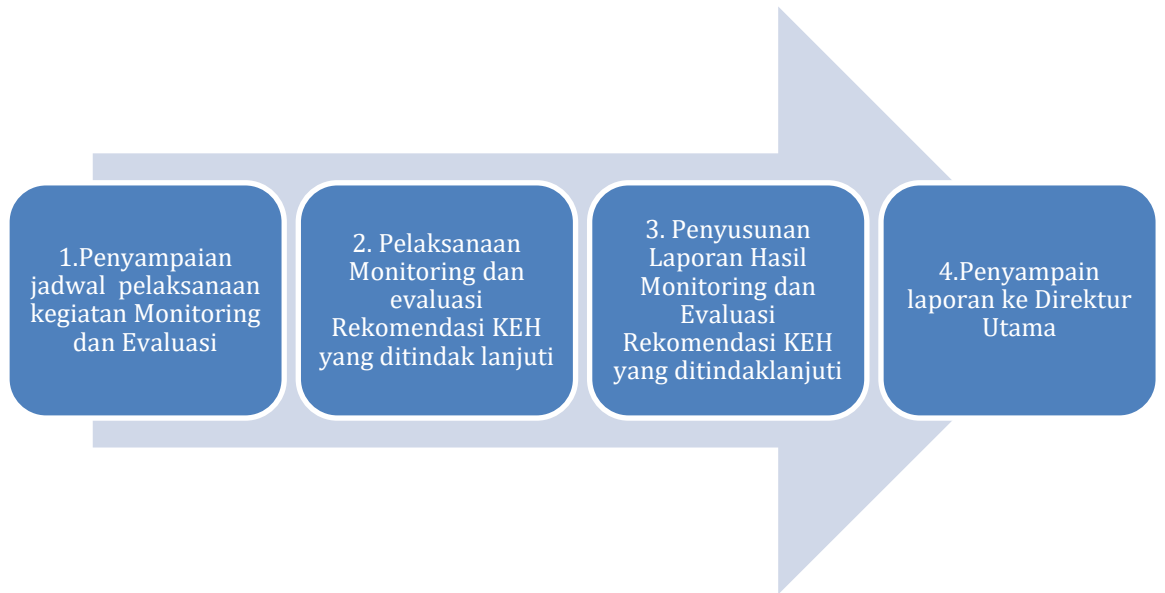 1.Penyampaian
jadwal pelaksanaan
kegiatan Monitoring
dan Evaluasi
2. Pelaksanaan
Monitoring dan
evaluasi
Rekomendasi KEH
yang ditindak lanjuti
3. Penyusunan
Laporan Hasil
Monitoring dan
Evaluasi
Rekomendasi KEH
yang ditindaklanjuti
4.Penyampain
laporan ke Direktur
Utama